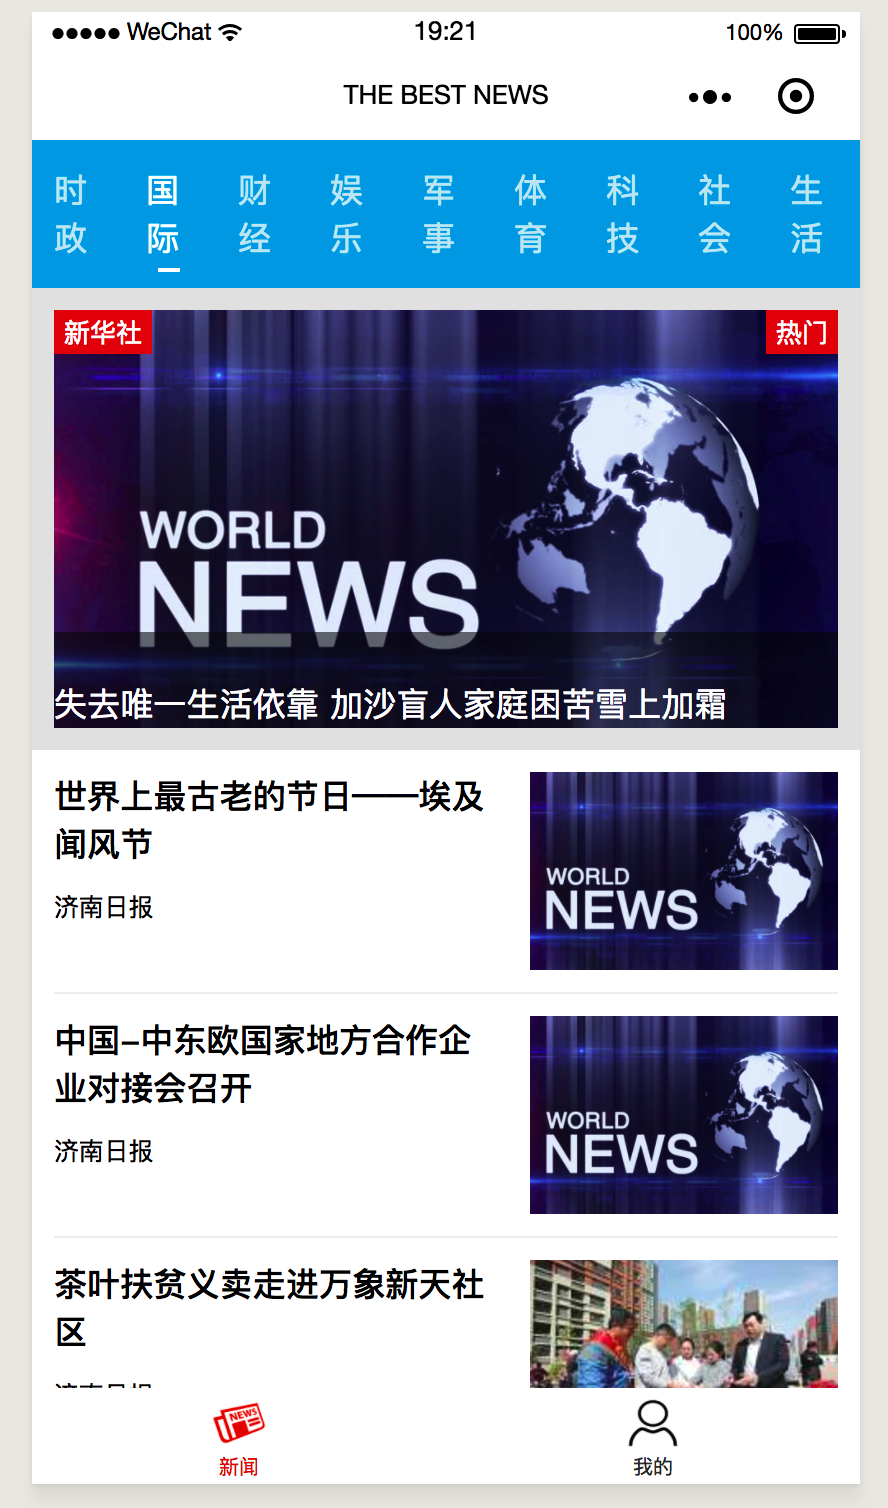 WeChat 19:21 100%
THE BEST NEWS
时政 国际 财经 娱乐 军事 体育 科技 社会 生活
新华社 热门
WORLD
NEWS
失去唯一生活依靠 加沙盲人家庭困苦雪上加霜
世界上最古老的节日——埃及
闻风节
济南日报
WORLD
NEWS
中国-中东欧国家地方合作企
业对接会召开
济南日报
WORLD
NEWS
茶叶扶贫义卖走进万象新天社
区
济南日报
NEWS
新闻 我的